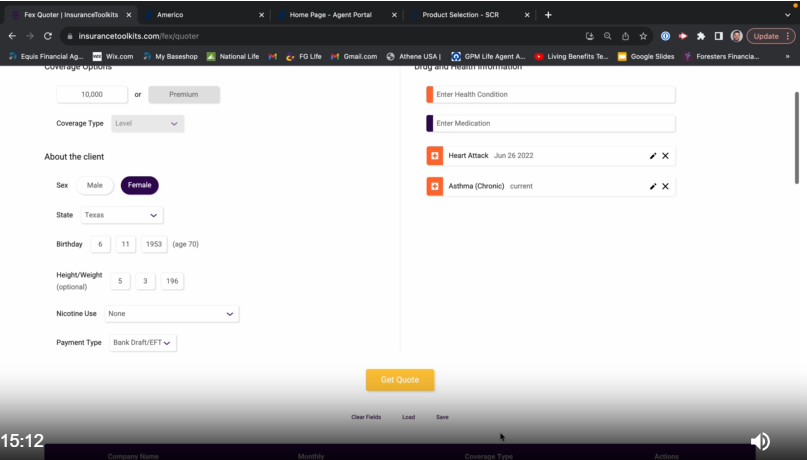 Fex Quoter | InsuranceToolkits
Americo
Home Page - Agent Portal
Product Selection - SCR
insurancetoolkits.com/fex/quoter
Update
Equis Financial Ag...
Wix.com
My Baseshop
National Life
FG Life
Gmail.com
Athene USA |
GPM Life Agent A...
Living Benefits Te...
Google Slides
Foresters Financia...
»
Coverage Options
10,000 or Premium
Coverage Type Level
About the client
Sex Male Female
State Texas
Birthday 6 11 1953 (age 70)
Height/Weight
(optional) 5 3 196
Nicotine Use None
Payment Type Bank Draft/EFT
Drug and Health Information
Enter Health Condition
Enter Medication
Heart Attack Jun 26 2022
Asthma (Chronic) current
Get Quote
Clear Fields Load Save
15:12
Company Name Monthly Coverage Type Actions